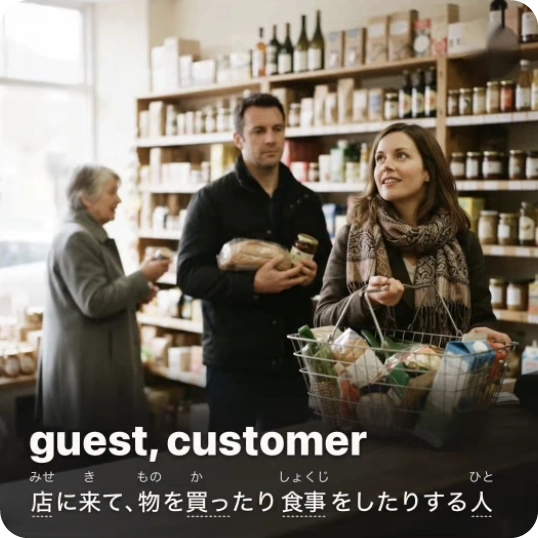 guest, customer
みせ き もの か しょくじ ひと
店に来て、物を買ったり食事をしたりする人